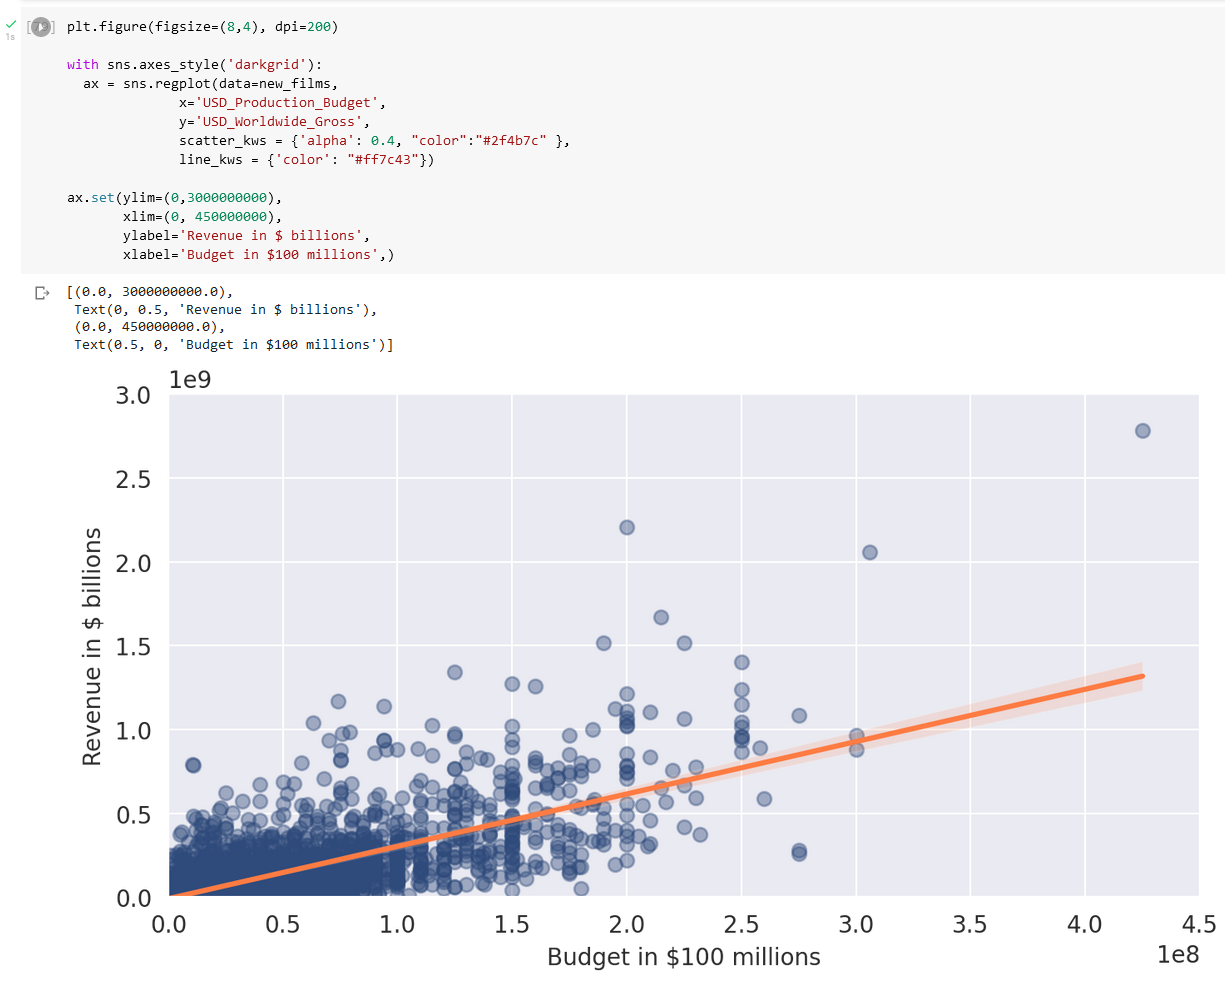 1s
plt.figure(figsize=(8,4), dpi=200)
with sns.axes_style('darkgrid'):
  ax = sns.regplot(data=new_films,
              x='USD_Production_Budget',
              y='USD_Worldwide_Gross',
              scatter_kws = {'alpha': 0.4, "color":"#2f4b7c" },
              line_kws = {'color': "#ff7c43"})
ax.set(ylim=(0,3000000000),
       xlim=(0, 450000000),
       ylabel='Revenue in $ billions',
       xlabel='Budget in $100 millions',)
[(0.0, 3000000000.0),
 Text(0, 0.5, 'Revenue in $ billions'),
 (0.0, 450000000.0),
 Text(0.5, 0, 'Budget in $100 millions')]
1e9
3.0
2.5
2.0
1.5
1.0
0.5
0.0
Revenue in $ billions
0.0 0.5 1.0 1.5 2.0 2.5 3.0 3.5 4.0 4.5
Budget in $100 millions
1e8